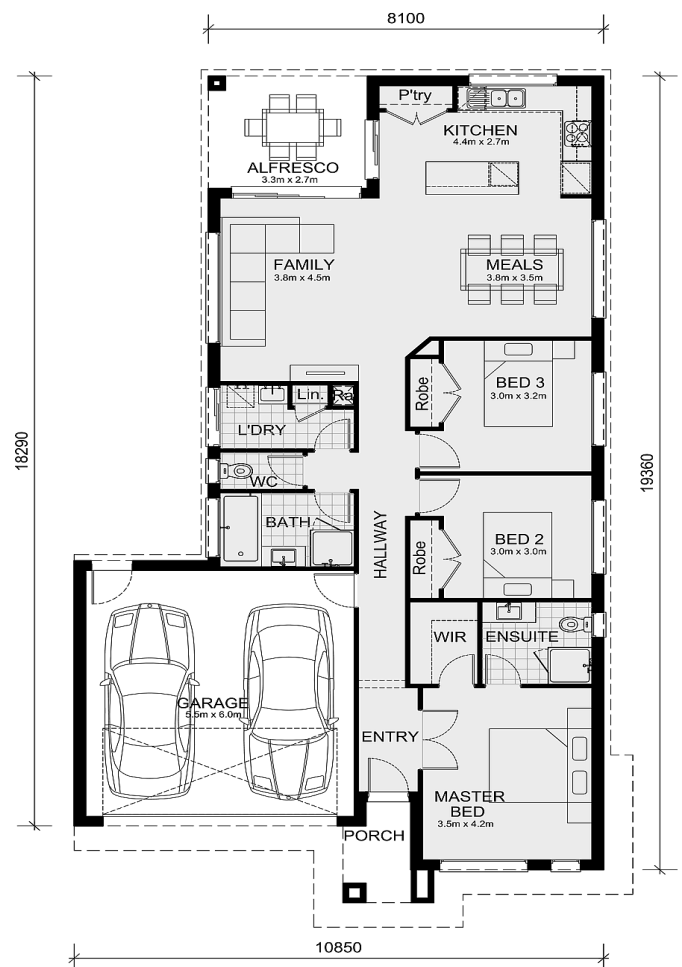 8100
P'try
KITCHEN
4.4m x 2.7m
ALFRESCO
3.3m x 2.7m
FAMILY
3.8m x 4.5m
MEALS
3.8m x 3.5m
Lin.
Ra
Robe
BED 3
3.0m x 3.2m
L'DRY
18290
19360
WC
BATH
HALLWAY
Robe
BED 2
3.0m x 3.0m
WIR
ENSUITE
GARAGE
5.5m x 6.0m
ENTRY
MASTER
BED
3.5m x 4.2m
PORCH
10850